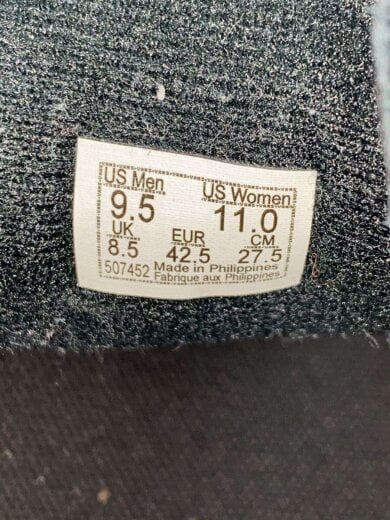 US Men US Women
9.5 11.0
UK EUR CM
8.5 42.5 27.5
507452 Made in Philippines
Fabrique aux Philippines